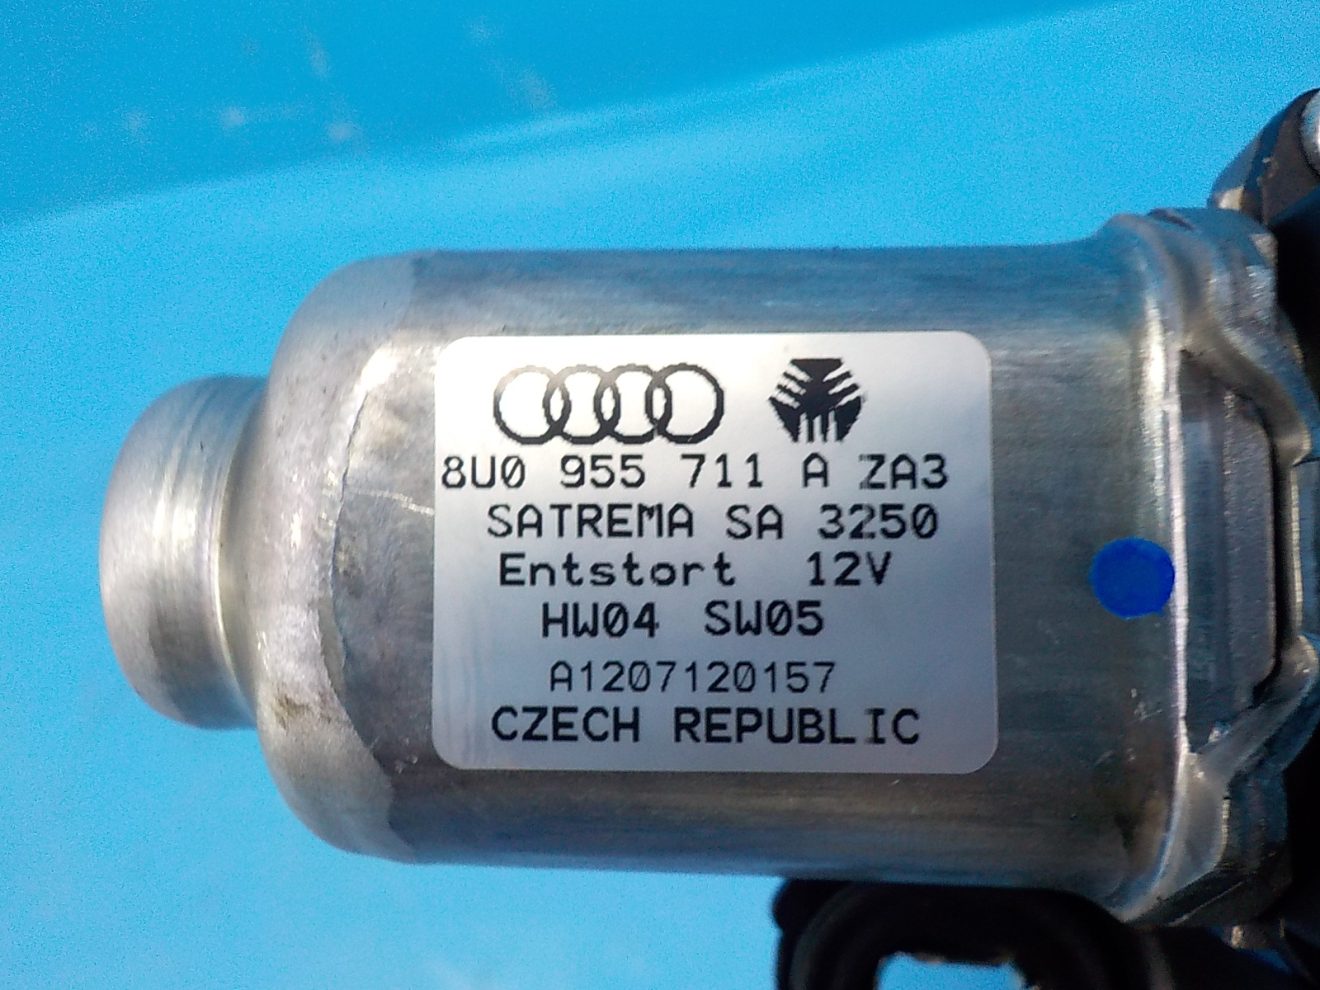 8U0 955 711 A ZA3
SATREMA SA 3250
Entstort 12V
HW04 SW05
A1207120157
CZECH REPUBLIC